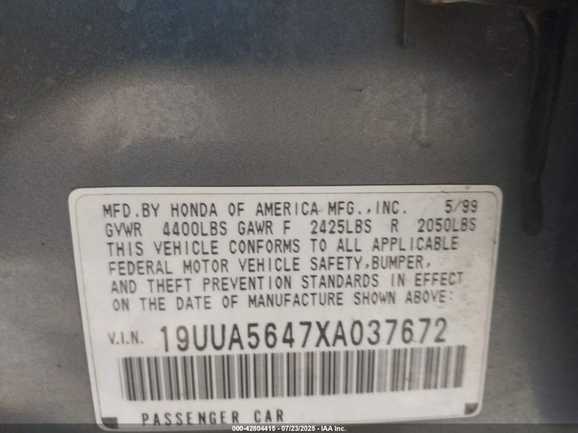 MFD.BY HONDA OF AMERICA MFG.,INC. 5/99
GVWR 4400LBS GAWR F 2425LBS R 2050LBS
THIS VEHICLE CONFORMS TO ALL APPLICABLE
FEDERAL MOTOR VEHICLE SAFETY,BUMPER,
AND THEFT PREVENTION STANDARDS IN EFFECT
ON THE DATE OF MANUFACTURE SHOWN ABOVE:
V.I.N. 19UUA5647XA037672
PASSENGER CAR
000-42804415 - 07/23/2025 - IAA Inc.